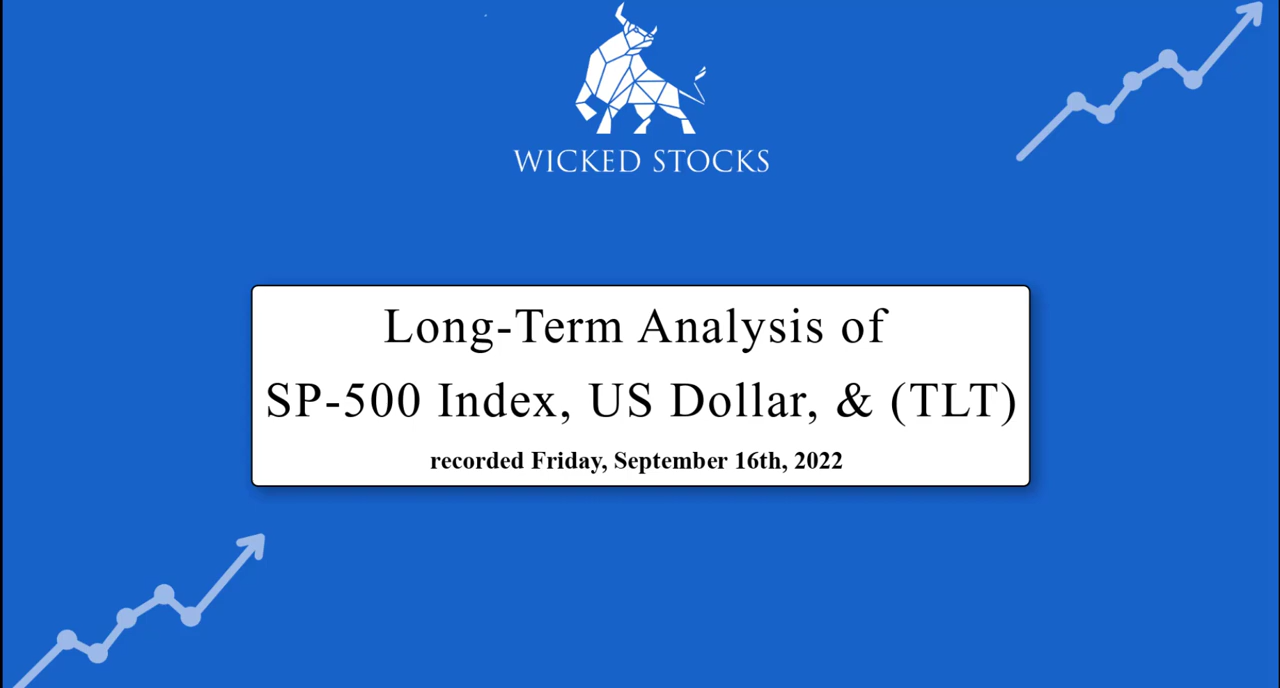 WICKED STOCKS
Long-Term Analysis of
SP-500 Index, US Dollar, & (TLT)
recorded Friday, September 16th, 2022